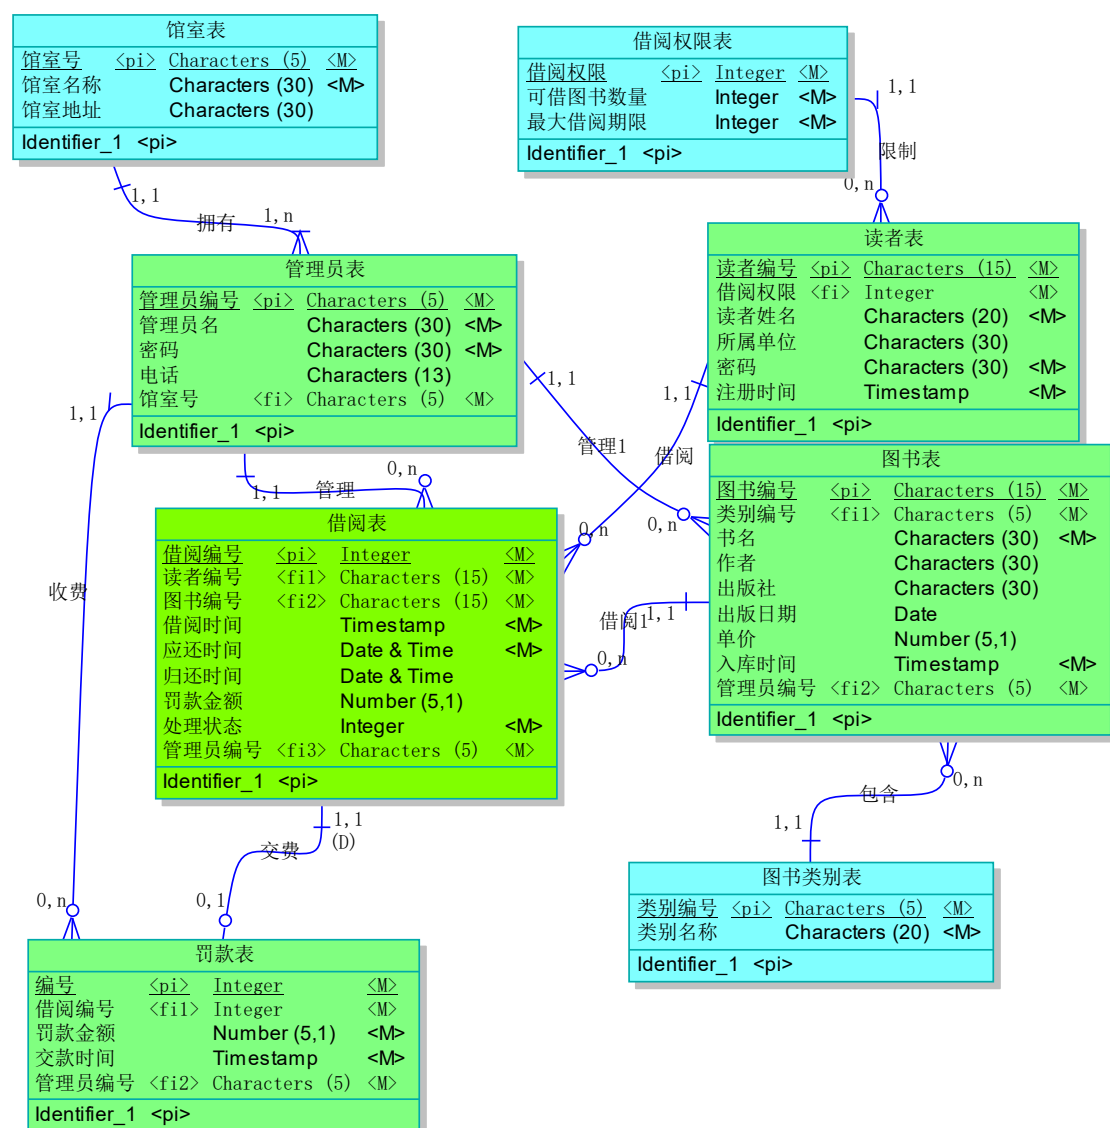 馆室表
馆室号 <pi> Characters (5) <M>
馆室名称 Characters (30) <M>
馆室地址 Characters (30)
Identifier_1 <pi>
借阅权限表
借阅权限 <pi> Integer <M>
可借图书数量 Integer <M>
最大借阅期限 Integer <M>
Identifier_1 <pi>
1,1
限制
0,n
1,1
拥有
1,n
读者表
读者编号 <pi> Characters (15) <M>
借阅权限 <fi> Integer <M>
读者姓名 Characters (20) <M>
所属单位 Characters (30)
密码 Characters (30) <M>
注册时间 Timestamp <M>
Identifier_1 <pi>
管理员表
管理员编号 <pi> Characters (5) <M>
管理员名 Characters (30) <M>
密码 Characters (30) <M>
电话 Characters (13)
馆室号 <fi> Characters (5) <M>
Identifier_1 <pi>
1,1
管理1
0,n
1,1
借阅
0,n
1,1
收费
0,n
1,1
管理
0,n
图书表
图书编号 <pi> Characters (15) <M>
类别编号 <fi1> Characters (5) <M>
书名 Characters (30) <M>
作者 Characters (30)
出版社 Characters (30)
出版日期 Date
单价 Number (5,1)
入库时间 Timestamp <M>
管理员编号 <fi2> Characters (5) <M>
Identifier_1 <pi>
借阅表
借阅编号 <pi> Integer <M>
读者编号 <fi1> Characters (15) <M>
图书编号 <fi2> Characters (15) <M>
借阅时间 Timestamp <M>
应还时间 Date & Time <M>
归还时间 Date & Time
罚款金额 Number (5,1)
处理状态 Integer <M>
管理员编号 <fi3> Characters (5) <M>
Identifier_1 <pi>
借阅1
1,1
0,n
0,n
包含
1,1
1,1
(D)
交费
0,1
图书类别表
类别编号 <pi> Characters (5) <M>
类别名称 Characters (20) <M>
Identifier_1 <pi>
罚款表
编号 <pi> Integer <M>
借阅编号 <fi1> Integer <M>
罚款金额 Number (5,1) <M>
交款时间 Timestamp <M>
管理员编号 <fi2> Characters (5) <M>
Identifier_1 <pi>